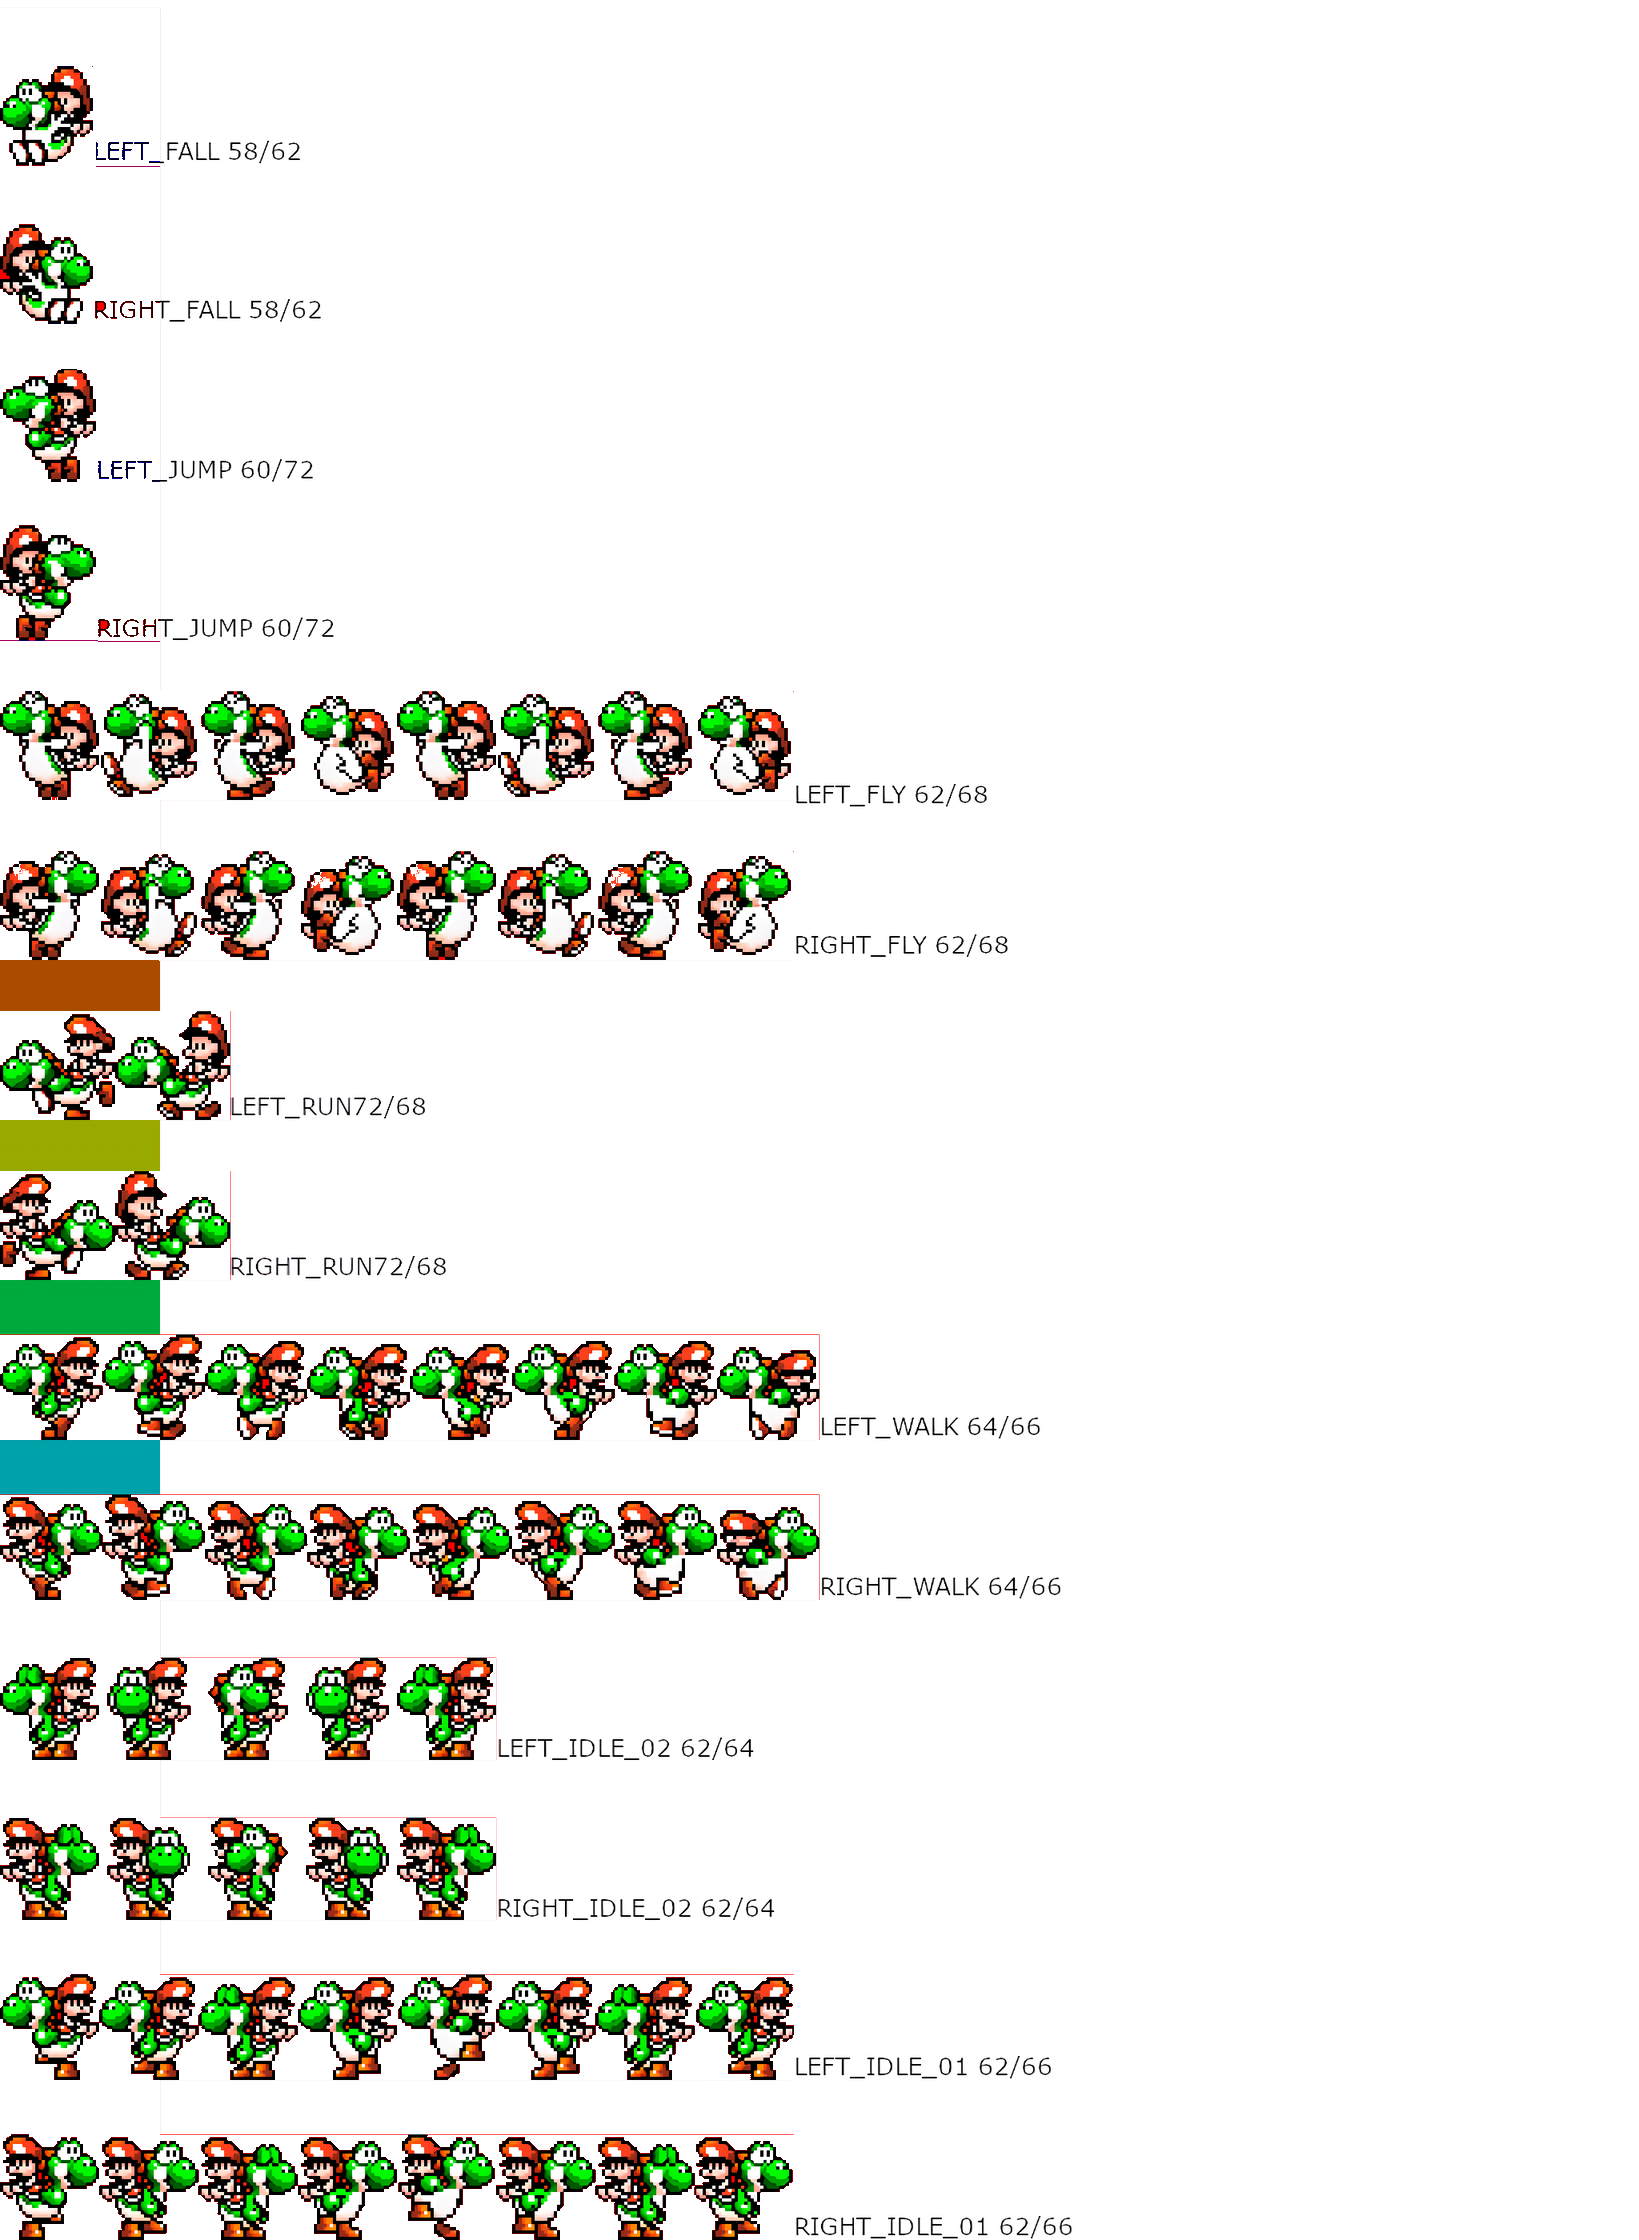 LEFT_FALL 58/62
RIGHT_FALL 58/62
LEFT_JUMP 60/72
RIGHT_JUMP 60/72
LEFT_FLY 62/68
RIGHT_FLY 62/68
LEFT_RUN72/68
RIGHT_RUN72/68
LEFT_WALK 64/66
RIGHT_WALK 64/66
LEFT_IDLE_02 62/64
RIGHT_IDLE_02 62/64
LEFT_IDLE_01 62/66
RIGHT_IDLE_01 62/66